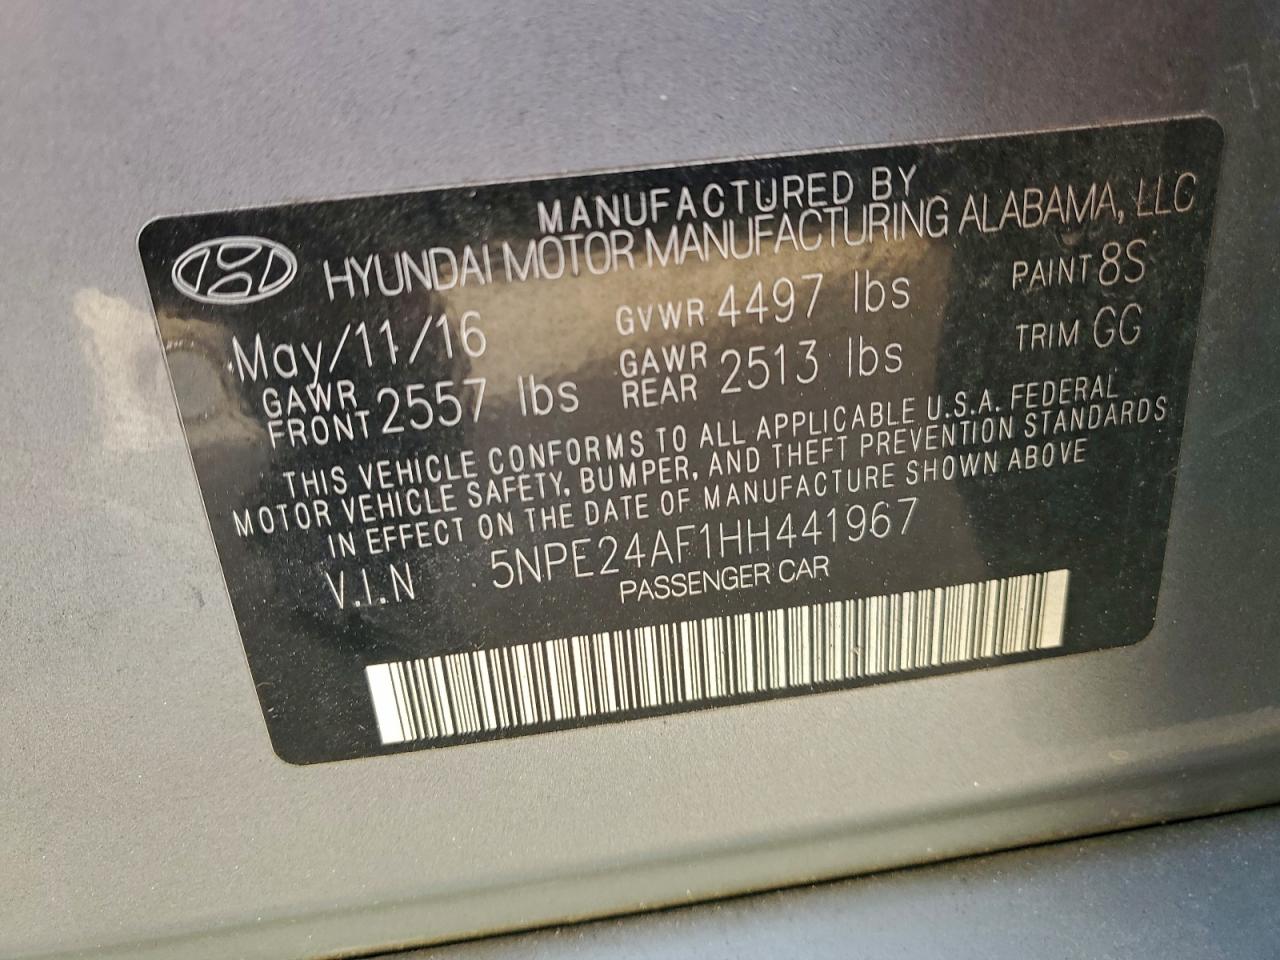 MANUFACTURED BY
HYUNDAI MOTOR MANUFACTURING ALABAMA, LLC
May/11/16 GVWR 4497 lbs PAINT 8S
GAWR FRONT 2557 lbs GAWR REAR 2513 lbs TRIM GG
THIS VEHICLE CONFORMS TO ALL APPLICABLE U.S.A. FEDERAL
MOTOR VEHICLE SAFETY, BUMPER, AND THEFT PREVENTION STANDARDS
IN EFFECT ON THE DATE OF MANUFACTURE SHOWN ABOVE
V.I.N 5NPE24AF1HH441967
PASSENGER CAR